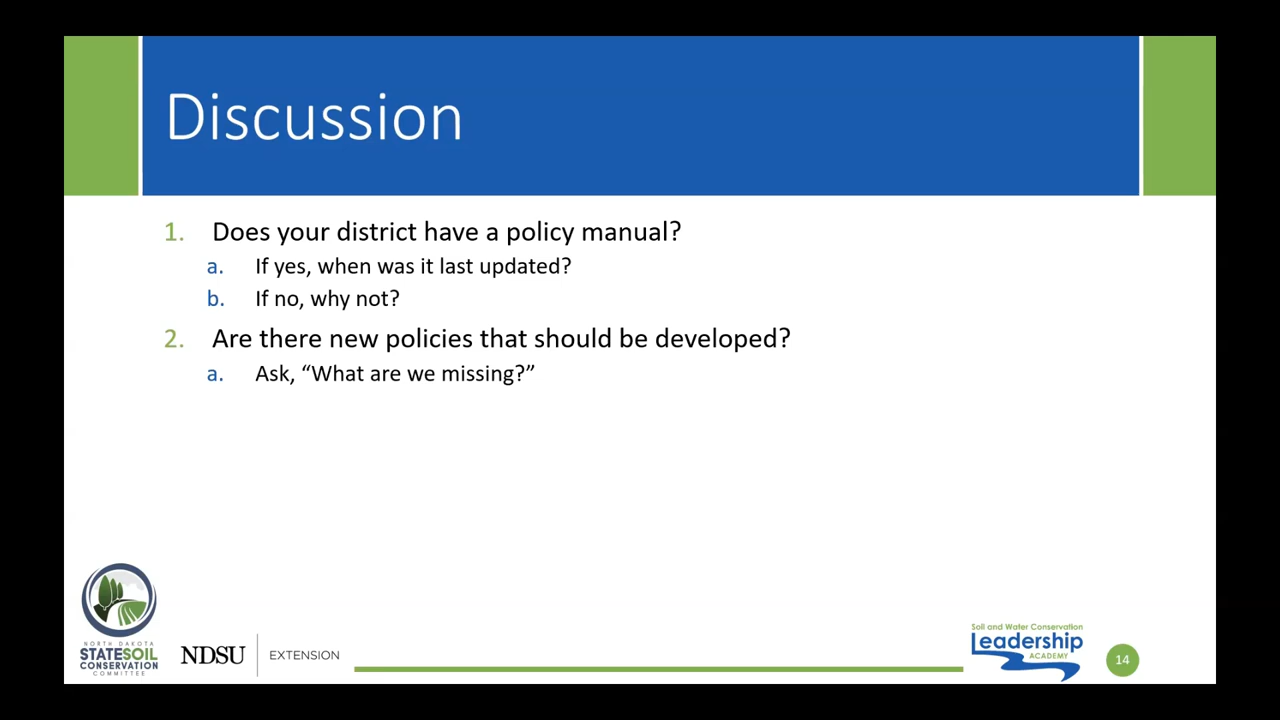 Discussion
1. Does your district have a policy manual?
a. If yes, when was it last updated?
b. If no, why not?
2. Are there new policies that should be developed?
a. Ask, “What are we missing?”
NORTH DAKOTA
STATESOIL
CONSERVATION
COMMITTEE
NDSU EXTENSION
Soil and Water Conservation
Leadership
ACADEMY
14